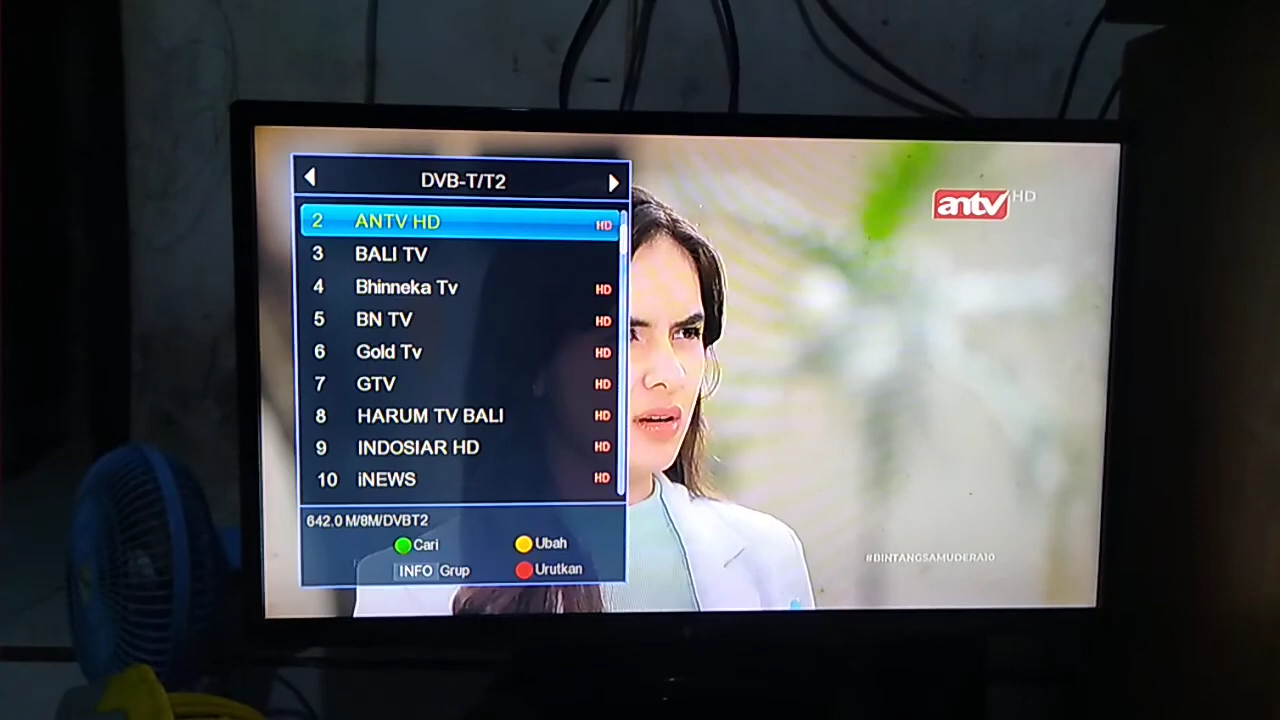 DVB-T/T2
2 ANTV HD HD
3 BALI TV
4 Bhinneka Tv HD
5 BN TV HD
6 Gold Tv HD
7 GTV HD
8 HARUM TV BALI HD
9 INDOSIAR HD HD
10 iNEWS HD
642.0 M/8M/DVBT2
Cari Ubah
INFO Grup Urutkan
antv HD
#BINTANGSAMUDERA10